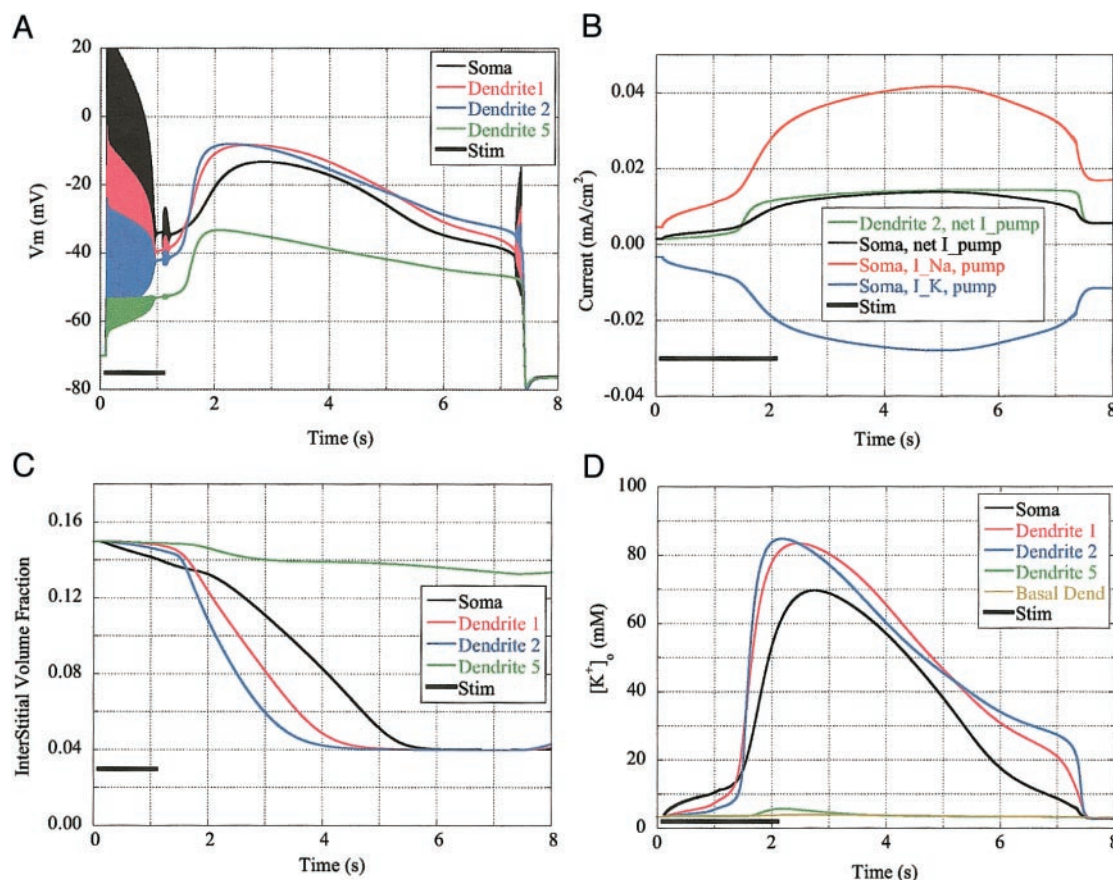 A
20
0
-20
-40
-60
-80
Vm (mV)
Soma
Dendrite1
Dendrite 2
Dendrite 5
Stim
0 2 4 6 8
Time (s)
B
0.04
0.02
0.00
-0.02
-0.04
Current (mA/cm²)
Dendrite 2, net I_pump
Soma, net I_pump
Soma, I_Na, pump
Soma, I_K, pump
Stim
0 2 4 6 8
Time (s)
C
0.16
0.12
0.08
0.04
0.00
InterStitial Volume Fraction
Soma
Dendrite 1
Dendrite 2
Dendrite 5
Stim
0 2 4 6 8
Time (s)
D
100
80
60
40
20
0
[K⁺]ₒ (mM)
Soma
Dendrite 1
Dendrite 2
Dendrite 5
Basal Dend
Stim
0 2 4 6 8
Time (s)